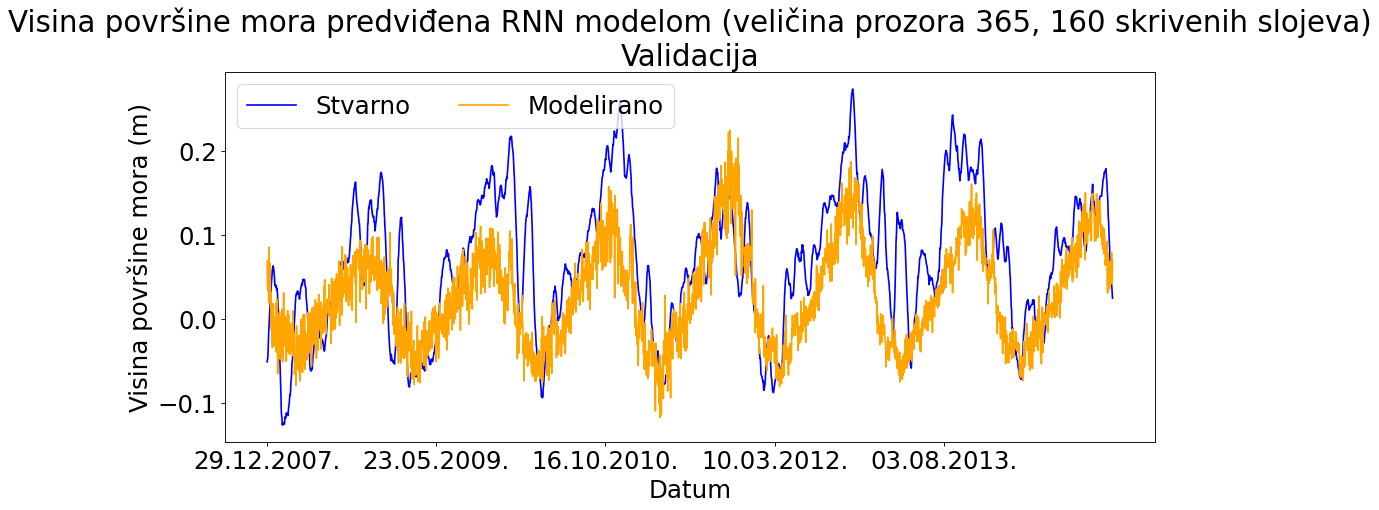 Visina površine mora predviđena RNN modelom (veličina prozora 365, 160 skrivenih slojeva)
Validacija
Stvarno Modelirano
Visina površine mora (m)
0.2
0.1
0.0
−0.1
29.12.2007. 23.05.2009. 16.10.2010. 10.03.2012. 03.08.2013.
Datum